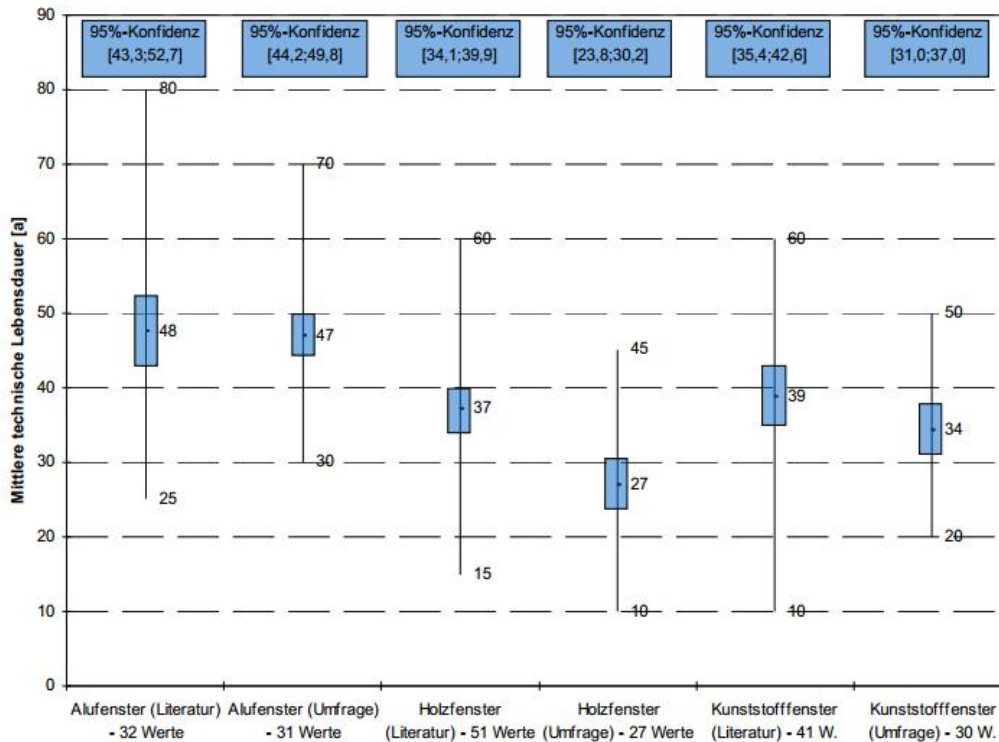 95%-Konfidenz
[43,3;52,7]
95%-Konfidenz
[44,2;49,8]
95%-Konfidenz
[34,1;39,9]
95%-Konfidenz
[23,8;30,2]
95%-Konfidenz
[35,4;42,6]
95%-Konfidenz
[31,0;37,0]
Mittlere technische Lebensdauer [a]
90
80
70
60
50
40
30
20
10
0
80
48
25
70
47
30
60
37
15
45
27
10
60
39
10
50
34
20
Alufenster (Literatur)
- 32 Werte
Alufenster (Umfrage)
- 31 Werte
Holzfenster
(Literatur) - 51 Werte
Holzfenster
(Umfrage) - 27 Werte
Kunststofffenster
(Literatur) - 41 W.
Kunststofffenster
(Umfrage) - 30 W.